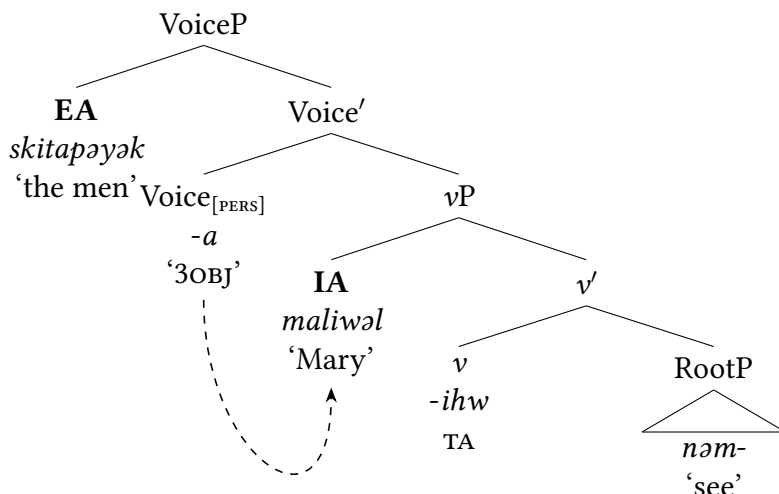 VoiceP
EA
Voice′
skitapəyək
‘the men’
Voice[PERS]
vP
-a
‘3OBJ’
IA
v′
maliwəl
‘Mary’
v
RootP
-ihw
TA
nəm-
‘see’